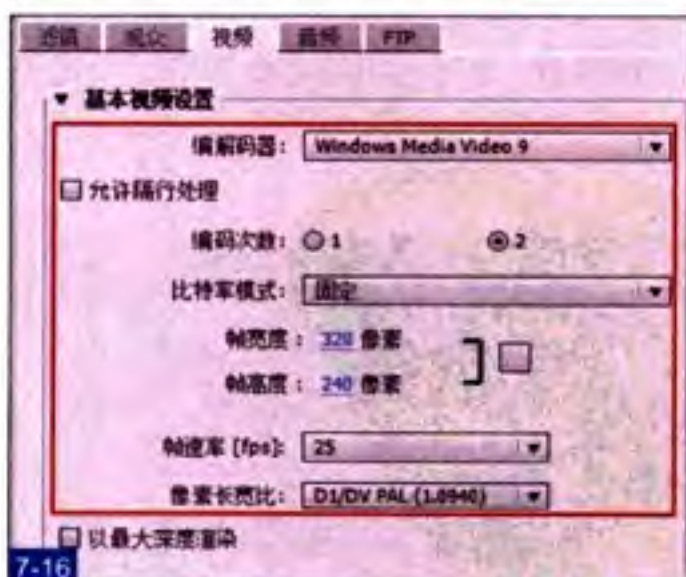 滤镜 观众 视频 音频 FTP
▼ 基本视频设置
编解码器： Windows Media Video 9
允许隔行处理
编码次数： 1 2
比特率模式： 固定
帧宽度： 320 像素
帧高度： 240 像素
帧速率 [fps]: 25
像素长宽比： D1/DV PAL (1.0940)
以最大深度渲染
7-16